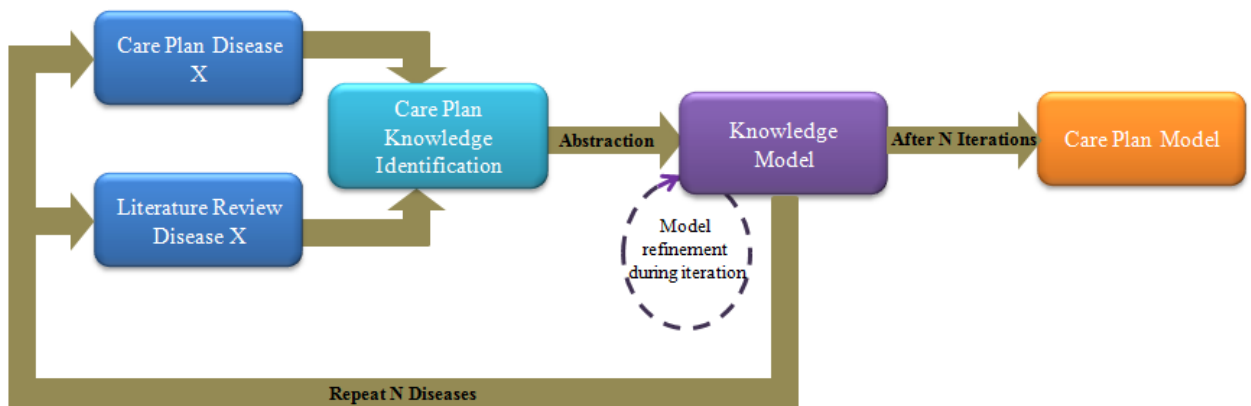 Care Plan Disease
X
Literature Review
Disease X
Care Plan
Knowledge
Identification
Abstraction
Knowledge
Model
Model
refinement
during iteration
After N Iterations
Care Plan Model
Repeat N Diseases